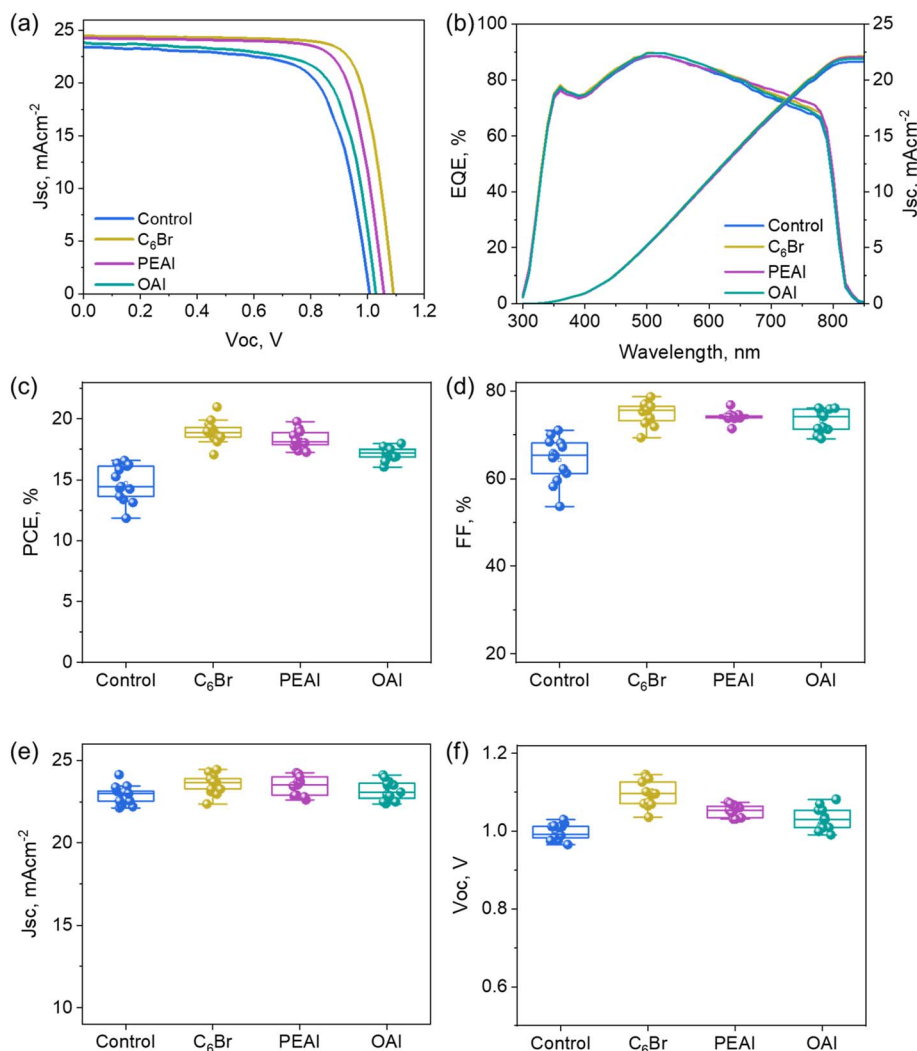 (a)
Jsc, mAcm⁻²
25
20
15
10
5
0
Control
C₆Br
PEAI
OAI
0.0 0.2 0.4 0.6 0.8 1.0 1.2
Voc, V
(b)
EQE, %
100
80
60
40
20
0
Control
C₆Br
PEAI
OAI
300 400 500 600 700 800
Wavelength, nm
25
20
15
10
5
0
Jsc, mAcm⁻²
(c)
PCE, %
20
15
10
5
0
Control C₆Br PEAI OAI
(d)
FF, %
80
60
40
20
Control C₆Br PEAI OAI
(e)
Jsc, mAcm⁻²
25
20
15
10
Control C₆Br PEAI OAI
(f)
Voc, V
1.2
1.0
0.8
0.6
Control C₆Br PEAI OAI